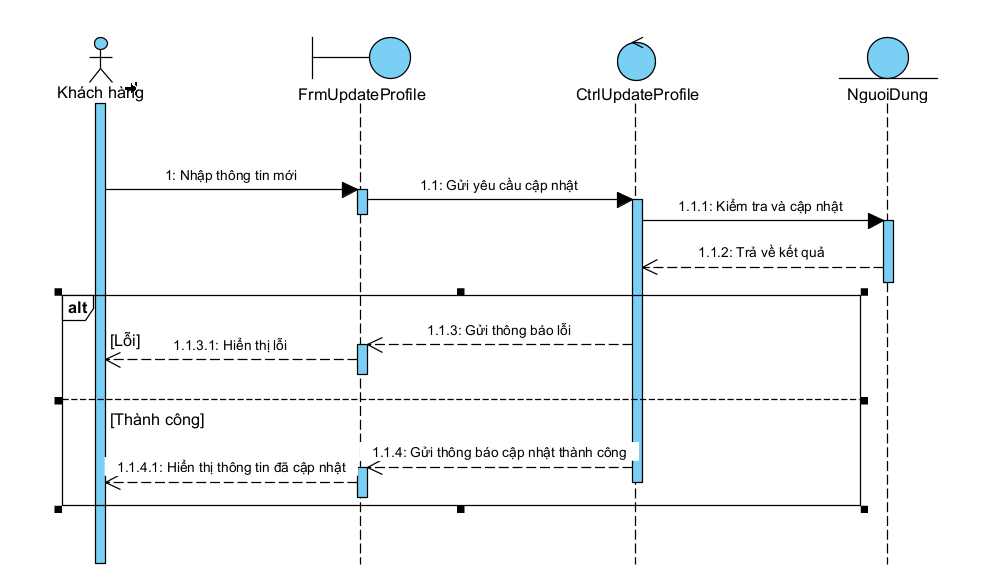 Khách hàng
FrmUpdateProfile
CtrlUpdateProfile
NguoiDung
1: Nhập thông tin mới
1.1: Gửi yêu cầu cập nhật
1.1.1: Kiểm tra và cập nhật
1.1.2: Trả về kết quả
alt
[Lỗi]
1.1.3: Gửi thông báo lỗi
1.1.3.1: Hiển thị lỗi
[Thành công]
1.1.4: Gửi thông báo cập nhật thành công
1.1.4.1: Hiển thị thông tin đã cập nhật